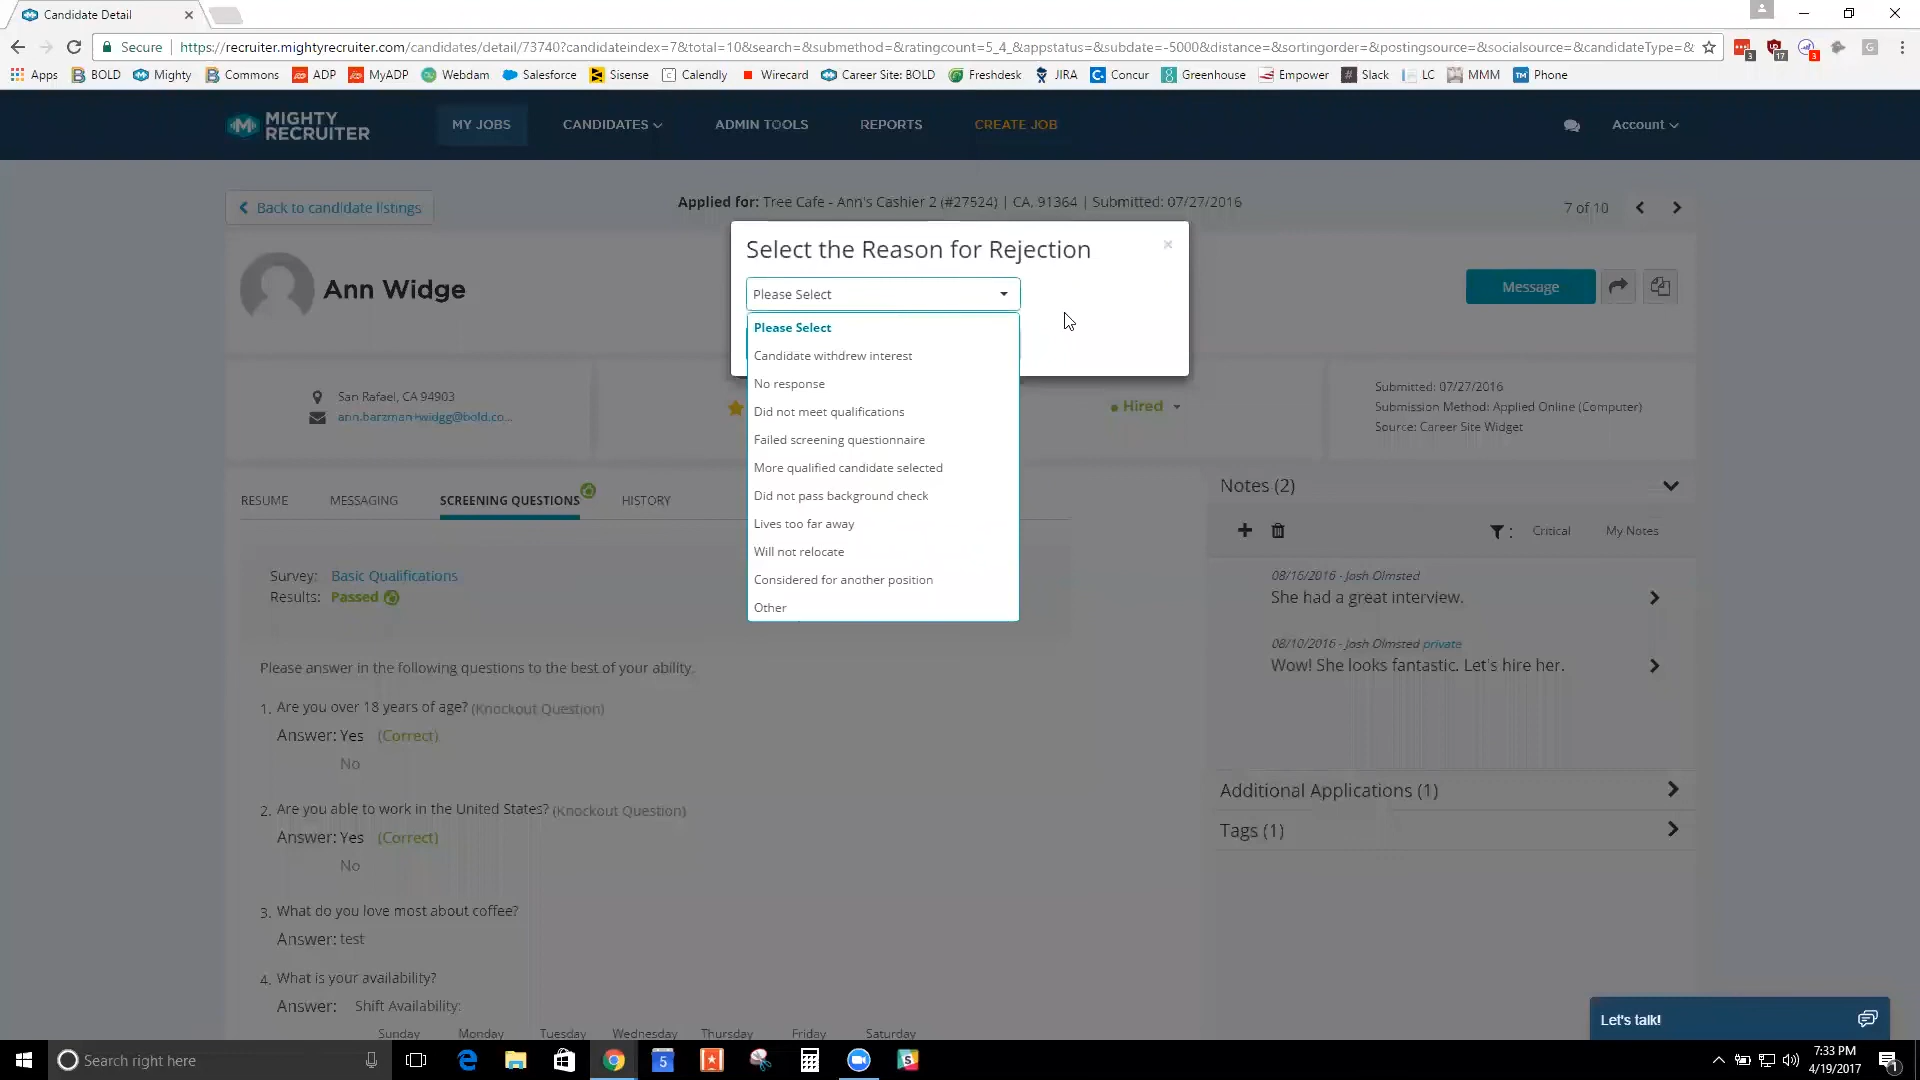 Candidate Detail
Secure | https://recruiter.mightyrecruiter.com/candidates/detail/73740?candidateindex=7&total=10&search=&submethod=&ratingcount=5_4_&appstatus=&subdate=-5000&distance=&sortingorder=&postingsource=&socialsource=&candidateType=&
3 17 3 G
Apps BOLD Mighty Commons ADP MyADP Webdam Salesforce Sisense Calendly Wirecard Career Site: BOLD Freshdesk JIRA Concur Greenhouse Empower Slack LC MMM Phone
MIGHTY RECRUITER MY JOBS CANDIDATES ADMIN TOOLS REPORTS CREATE JOB Account
Back to candidate listings
Applied for: Tree Cafe - Ann's Cashier 2 (#27524) | CA, 91364 | Submitted: 07/27/2016
7 of 10
Select the Reason for Rejection ×
Please Select
Please Select
Candidate withdrew interest
No response
Did not meet qualifications
Failed screening questionnaire
More qualified candidate selected
Did not pass background check
Lives too far away
Will not relocate
Considered for another position
Other
Ann Widge
Message
San Rafael, CA 94903
ann.barzman+widgg@bold.co...
Hired
Submitted: 07/27/2016
Submission Method: Applied Online (Computer)
Source: Career Site Widget
RESUME MESSAGING SCREENING QUESTIONS HISTORY
Survey: Basic Qualifications
Results: Passed
Please answer in the following questions to the best of your ability.
1. Are you over 18 years of age? (Knockout Question)
Answer: Yes (Correct)
No
2. Are you able to work in the United States? (Knockout Question)
Answer: Yes (Correct)
No
3. What do you love most about coffee?
Answer: test
4. What is your availability?
Answer: Shift Availability:
Sunday Monday Tuesday Wednesday Thursday Friday Saturday
Notes (2)
: Critical My Notes
08/16/2016 - Josh Olmsted
She had a great interview.
08/10/2016 - Josh Olmsted private
Wow! She looks fantastic. Let's hire her.
Additional Applications (1)
Tags (1)
Let's talk!
Search right here
5
7:33 PM
4/19/2017
1